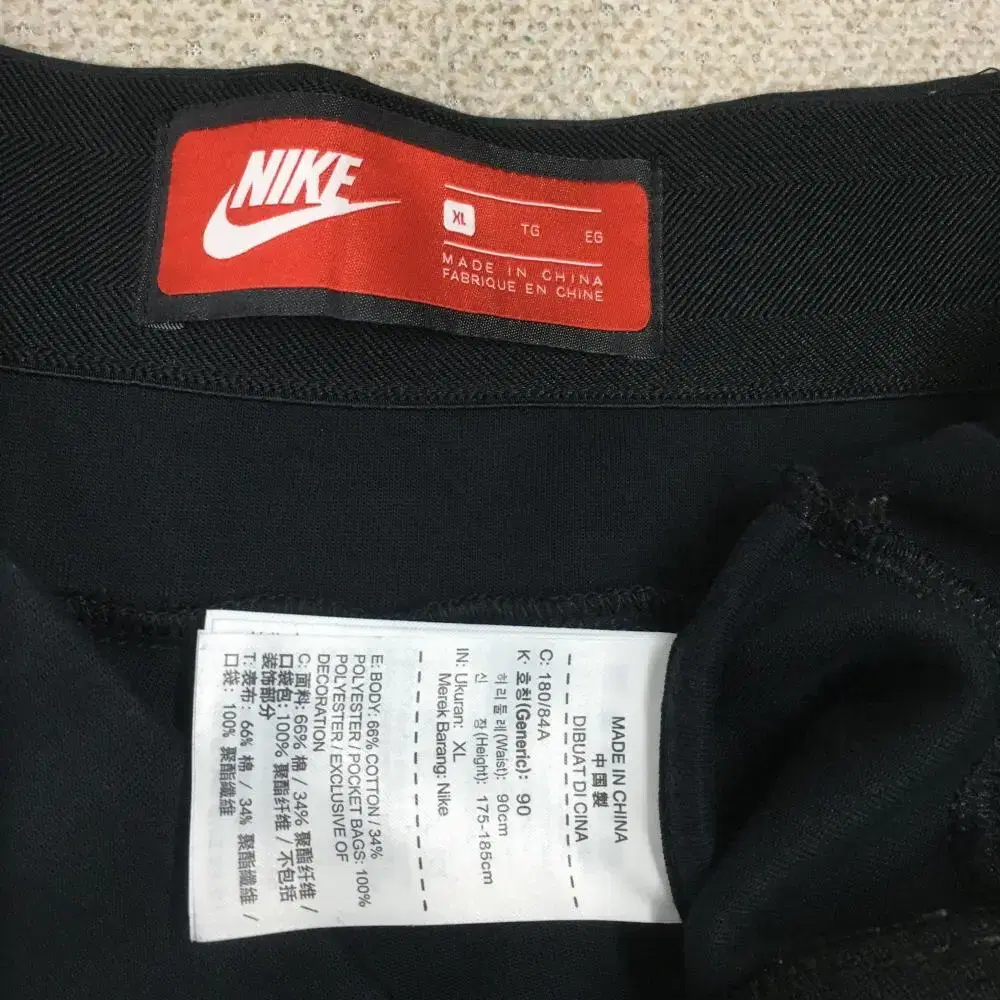 NIKE
XL TG EG
MADE IN CHINA
FABRIQUE EN CHINE
MADE IN CHINA
中国製
DIBUAT DI CINA
C: 180/84A
K: 호칭(Generic): 90
허리둘레(Waist): 90cm
신 장(Height): 175-185cm
IN: Ukuran: XL
Merek Barang: Nike
E: BODY: 66% COTTON / 34%
POLYESTER / POCKET BAGS: 100%
POLYESTER / EXCLUSIVE OF
DECORATION
C: 面料: 66% 棉 / 34% 聚酯纤维 /
口袋包: 100% 聚酯纤维 / 不包括
装饰部分
T: 表布: 66% 棉 / 34% 聚酯纖維 /
口袋: 100% 聚酯纖維